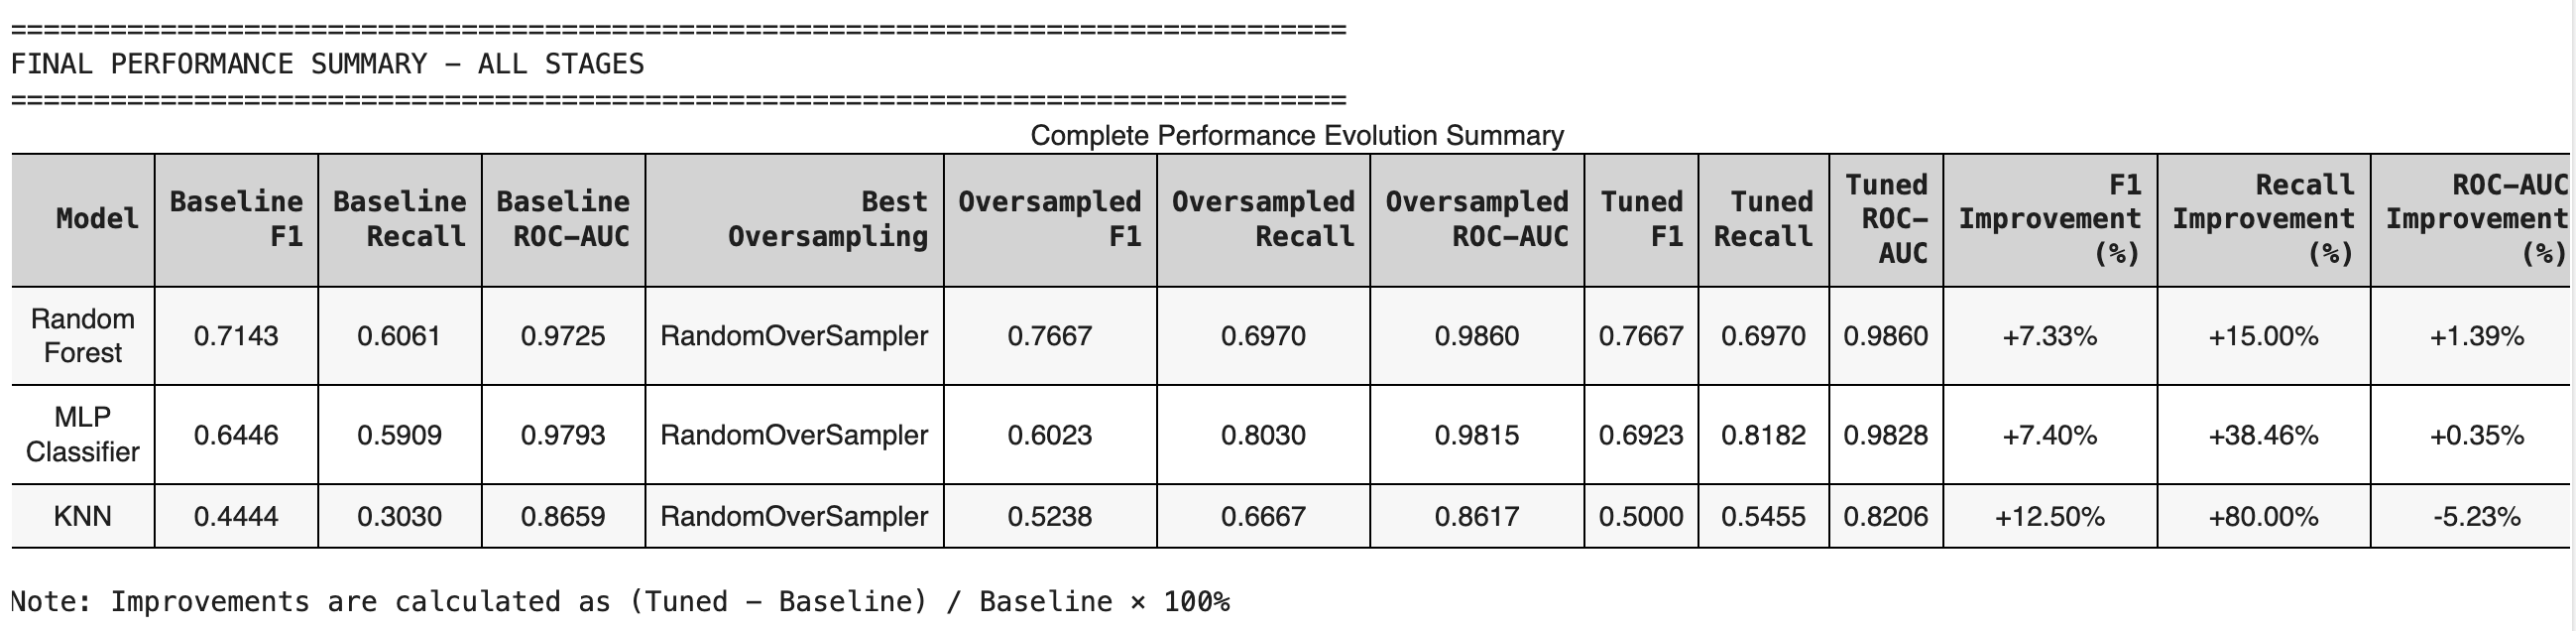 ================================================================================
FINAL PERFORMANCE SUMMARY – ALL STAGES
================================================================================
Complete Performance Evolution Summary
Model Baseline F1 Baseline Recall Baseline ROC-AUC Best Oversampling Oversampled F1 Oversampled Recall Oversampled ROC-AUC Tuned F1 Tuned Recall Tuned ROC-AUC F1 Improvement (%) Recall Improvement (%) ROC-AUC Improvement (%)
Random Forest 0.7143 0.6061 0.9725 RandomOverSampler 0.7667 0.6970 0.9860 0.7667 0.6970 0.9860 +7.33% +15.00% +1.39%
MLP Classifier 0.6446 0.5909 0.9793 RandomOverSampler 0.6023 0.8030 0.9815 0.6923 0.8182 0.9828 +7.40% +38.46% +0.35%
KNN 0.4444 0.3030 0.8659 RandomOverSampler 0.5238 0.6667 0.8617 0.5000 0.5455 0.8206 +12.50% +80.00% -5.23%
Note: Improvements are calculated as (Tuned – Baseline) / Baseline × 100%